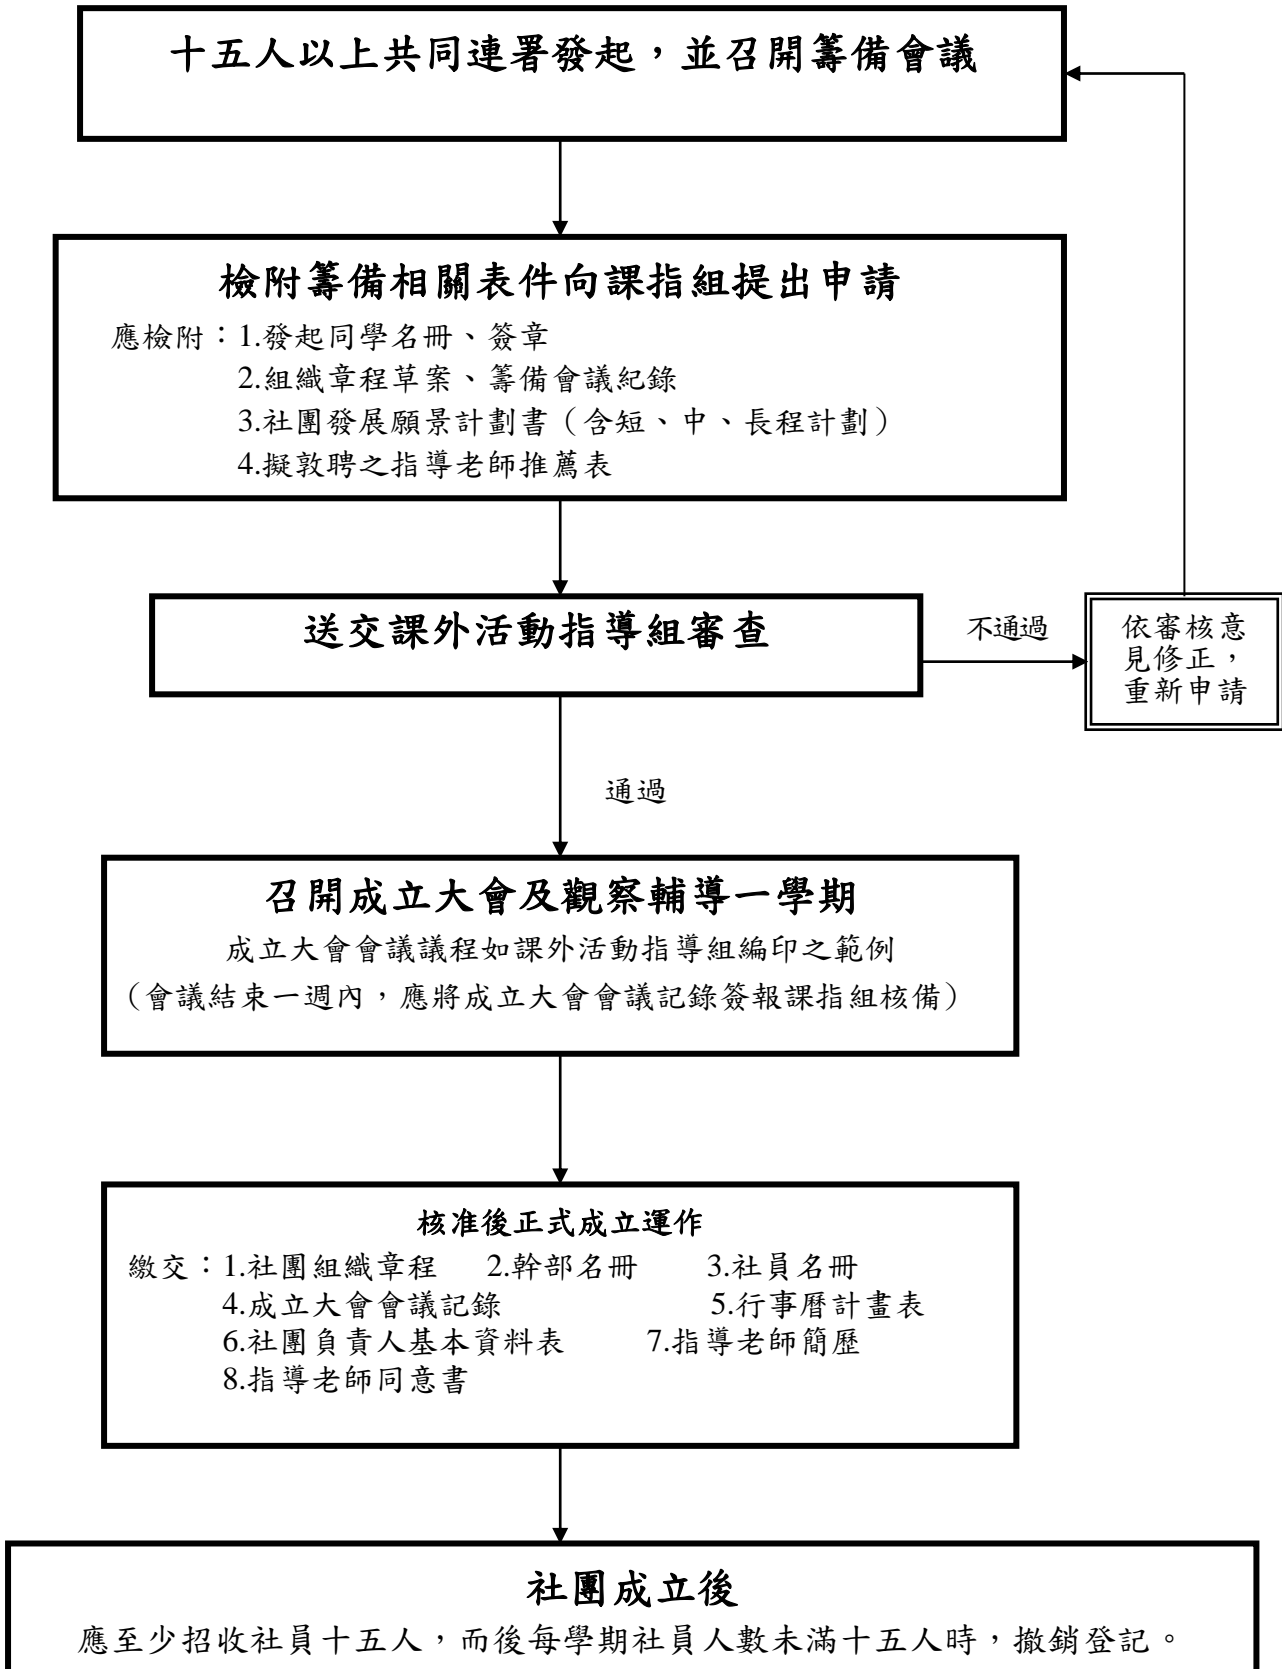 十五人以上共同連署發起，並召開籌備會議
檢附籌備相關表件向課指組提出申請
應檢附：1.發起同學名冊、簽章
2.組織章程草案、籌備會議紀錄
3.社團發展願景計劃書（含短、中、長程計劃）
4.擬敦聘之指導老師推薦表
送交課外活動指導組審查
不通過
依審核意
見修正，
重新申請
通過
召開成立大會及觀察輔導一學期
成立大會會議議程如課外活動指導組編印之範例
（會議結束一週內，應將成立大會會議記錄簽報課指組核備）
核准後正式成立運作
繳交：1.社團組織章程 2.幹部名冊 3.社員名冊
4.成立大會會議記錄 5.行事曆計畫表
6.社團負責人基本資料表 7.指導老師簡歷
8.指導老師同意書
社團成立後
應至少招收社員十五人，而後每學期社員人數未滿十五人時，撤銷登記。